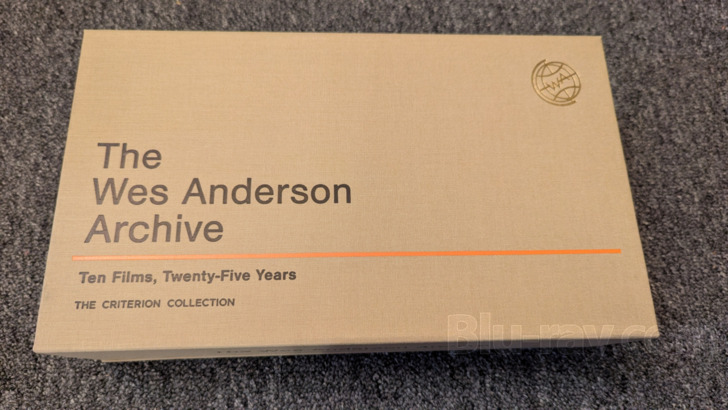 WA
The
Wes Anderson
Archive
Ten Films, Twenty-Five Years
THE CRITERION COLLECTION
Blu-ray.com